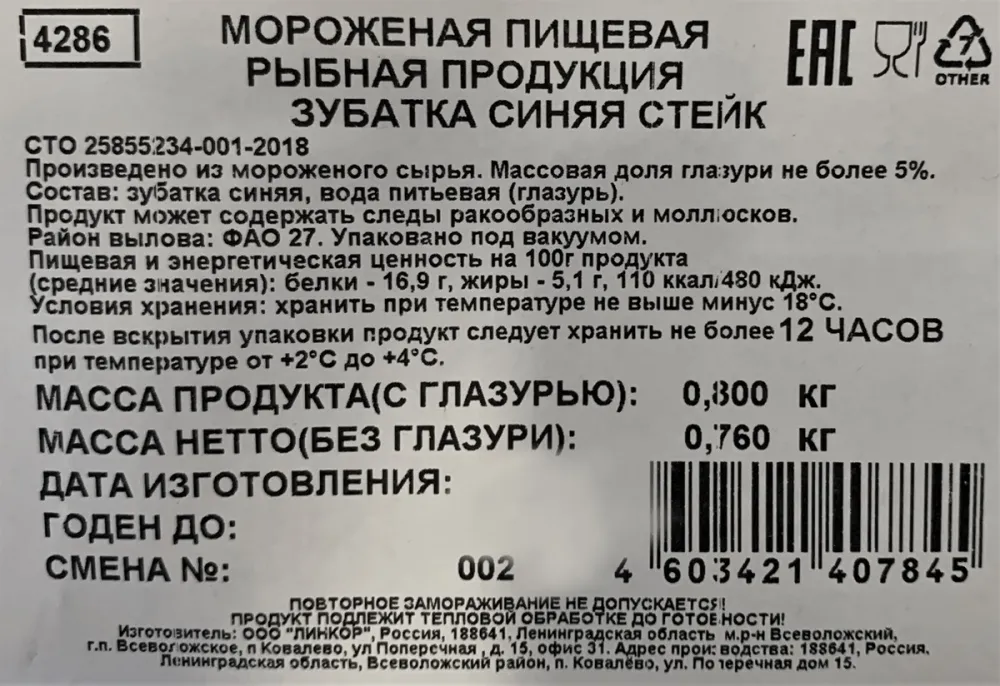 4286
МОРОЖЕНАЯ ПИЩЕВАЯ
РЫБНАЯ ПРОДУКЦИЯ
ЗУБАТКА СИНЯЯ СТЕЙК
EAC
7
OTHER
СТО 25855234-001-2018
Произведено из мороженого сырья. Массовая доля глазури не более 5%.
Состав: зубатка синяя, вода питьевая (глазурь).
Продукт может содержать следы ракообразных и моллюсков.
Район вылова: ФАО 27. Упаковано под вакуумом.
Пищевая и энергетическая ценность на 100г продукта
(средние значения): белки - 16,9 г, жиры - 5,1 г, 110 ккал/480 кДж.
Условия хранения: хранить при температуре не выше минус 18°С.
После вскрытия упаковки продукт следует хранить не более 12 ЧАСОВ
при температуре от +2°С до +4°С.
МАССА ПРОДУКТА(С ГЛАЗУРЬЮ): 0,800 КГ
МАССА НЕТТО(БЕЗ ГЛАЗУРИ): 0,760 КГ
ДАТА ИЗГОТОВЛЕНИЯ:
ГОДЕН ДО:
СМЕНА №: 002
4 603421 407845
ПОВТОРНОЕ ЗАМОРАЖИВАНИЕ НЕ ДОПУСКАЕТСЯ!
ПРОДУКТ ПОДЛЕЖИТ ТЕПЛОВОЙ ОБРАБОТКЕ ДО ГОТОВНОСТИ!
Изготовитель: ООО "ЛИНКОР", Россия, 188641, Ленинградская область м.р-н Всеволожский,
г.п. Всеволожское, п Ковалево, ул Поперечная , д. 15, офис 31. Адрес производства: 188641, Россия,
Ленинградская область, Всеволожский район, п. Ковалёво, ул. Поперечная дом 15.